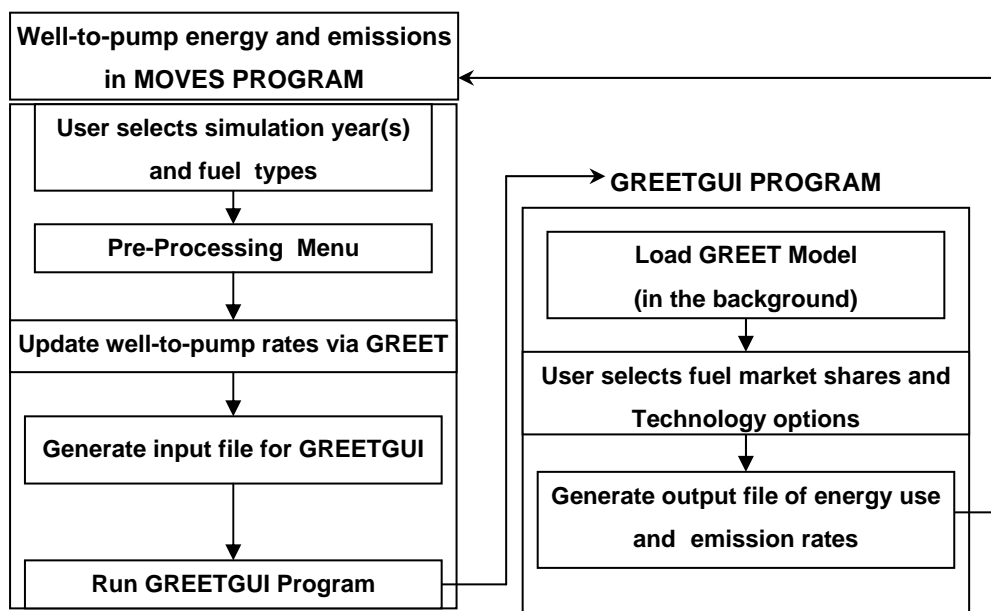 Well-to-pump energy and emissions
in MOVES PROGRAM
User selects simulation year(s)
and fuel types
Pre-Processing Menu
Update well-to-pump rates via GREET
Generate input file for GREETGUI
Run GREETGUI Program
GREETGUI PROGRAM
Load GREET Model
(in the background)
User selects fuel market shares and
Technology options
Generate output file of energy use
and emission rates